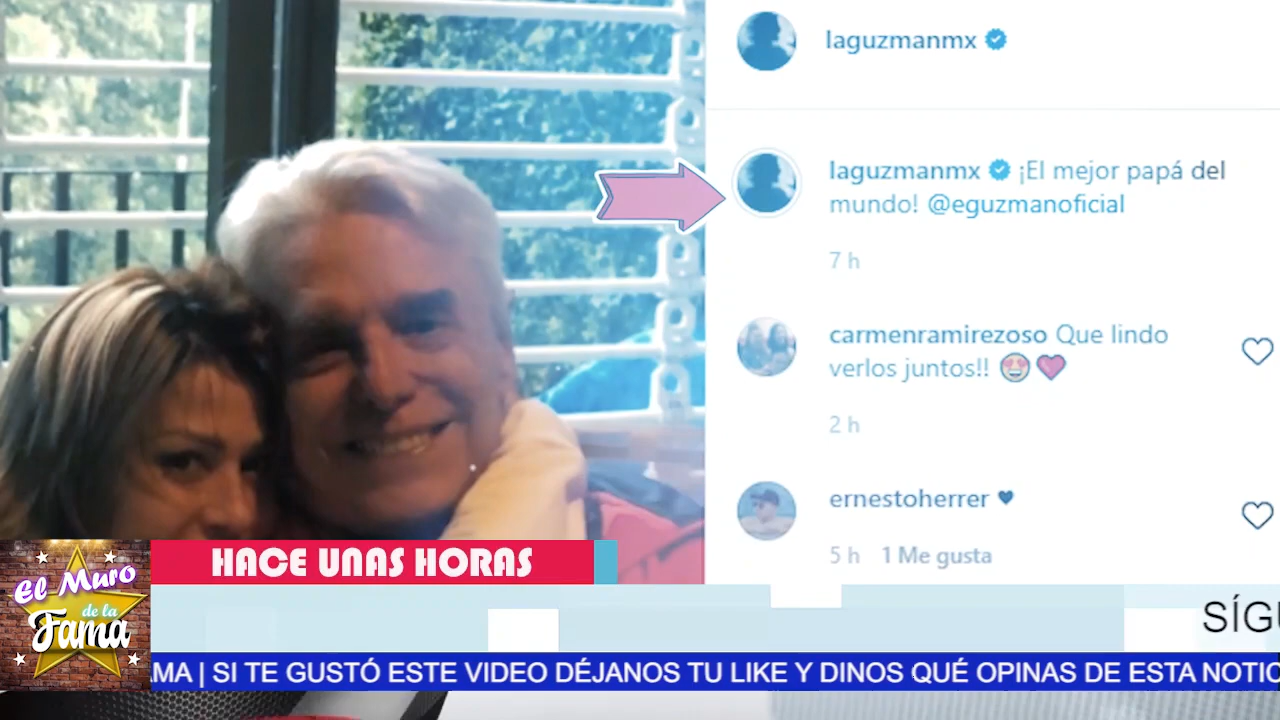 laguzmanmx
laguzmanmx ¡El mejor papá del
mundo! @eguzmanoficial
7 h
carmenramirezoso Que lindo
verlos juntos!! 😍💗
2 h
ernestoherrer ♥
5 h 1 Me gusta
HACE UNAS HORAS
El Muro
de la
Fama
SÍGU
MA | SI TE GUSTÓ ESTE VIDEO DÉJANOS TU LIKE Y DINOS QUÉ OPINAS DE ESTA NOTIC